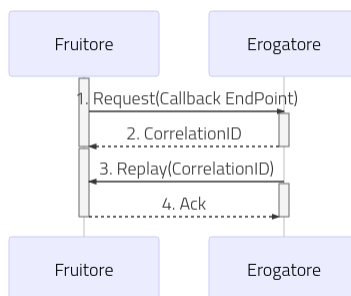 Fruitore Erogatore
1. Request(Callback EndPoint)
2. CorrelationID
3. Replay(CorrelationID)
4. Ack
Fruitore Erogatore